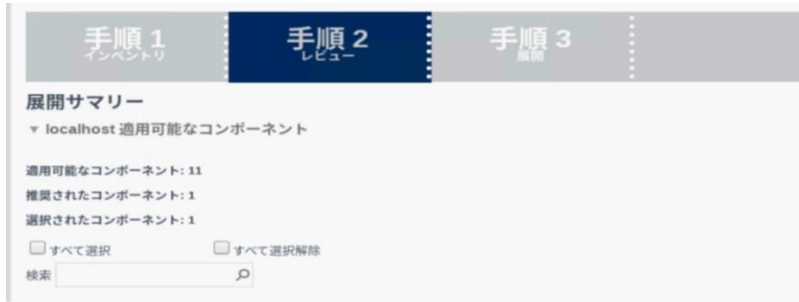 手順 1
インベントリ
手順 2
レビュー
手順 3
展開
展開サマリー
▼ localhost 適用可能なコンポーネント
適用可能なコンポーネント: 11
推奨されたコンポーネント: 1
選択されたコンポーネント: 1
すべて選択 すべて選択解除
検索